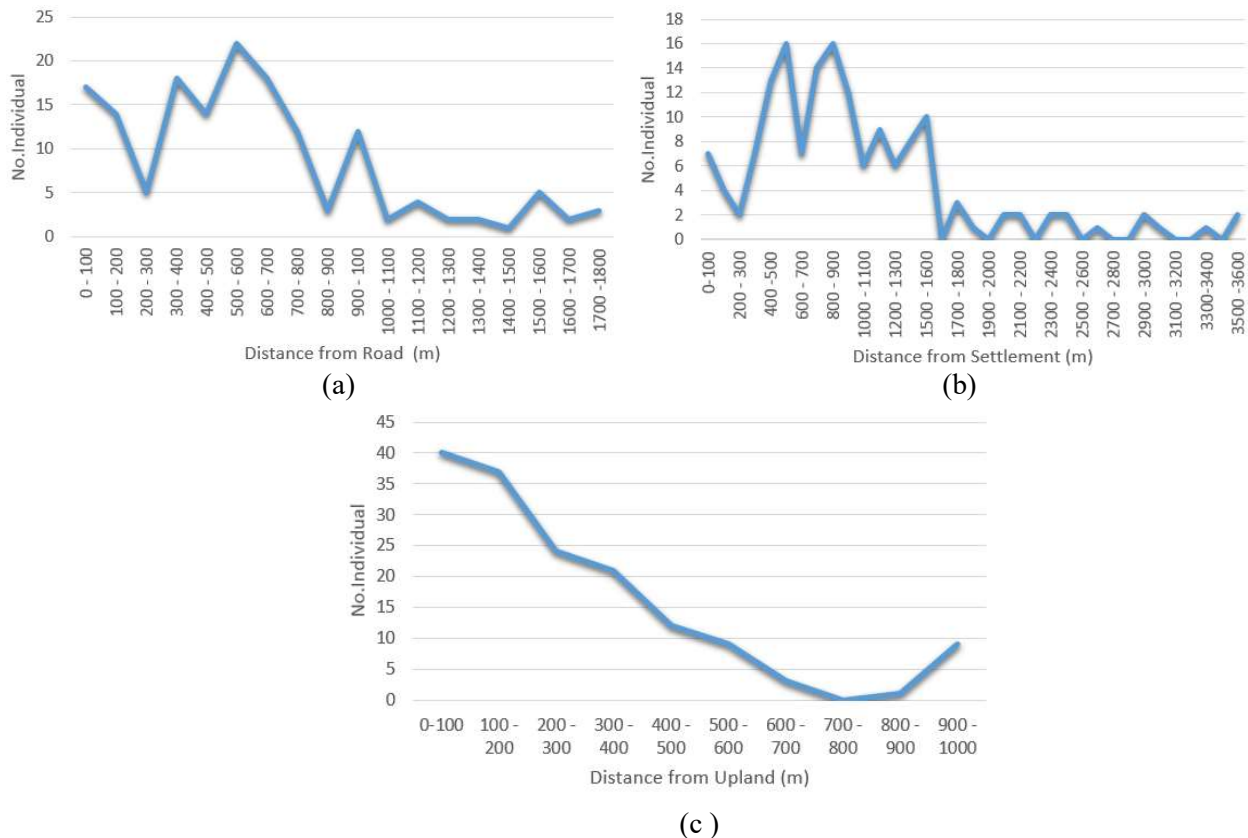 25
20
15
10
5
0
No.Individual
0 - 100
100 - 200
200 - 300
300 - 400
400 - 500
500 - 600
600 - 700
700 - 800
800 - 900
900 - 100
1000 - 1100
1100 - 1200
1200 - 1300
1300 - 1400
1400 - 1500
1500 - 1600
1600 - 1700
1700 -1800
Distance from Road (m)
(a)
18
16
14
12
10
8
6
4
2
0
No.Individual
0-100
200 - 300
400 -500
600 - 700
800 - 900
1000 - 1100
1300 - 1200
1500 - 1600
1700 - 1800
1900 - 2000
2100 - 2200
2300 - 2400
2500 - 2600
2700 - 2800
2900 - 3000
3100 - 3200
3300-3400
3500 -3600
Distance from Settlement (m)
(b)
45
40
35
30
25
20
15
10
5
0
No.Individual
0-100
100 -
200
200 -
300
300 -
400
400 -
500
500 -
600
600 -
700
700 -
800
800 -
900
900 -
1000
Distance from Upland (m)
(c )